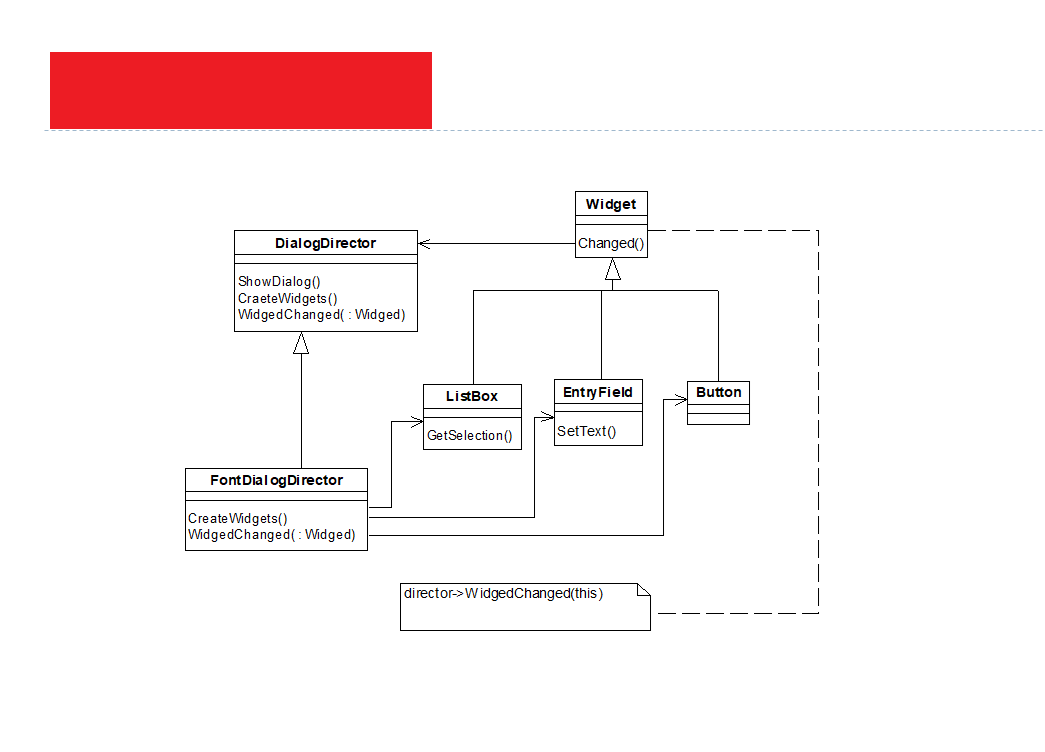 Widget
Changed()
DialogDirector
ShowDialog()
CraeteWidgets()
WidgedChanged( : Widged)
ListBox
GetSelection()
EntryField
SetText()
Button
FontDialogDirector
CreateWidgets()
WidgedChanged( : Widged)
director->WidgedChanged(this)